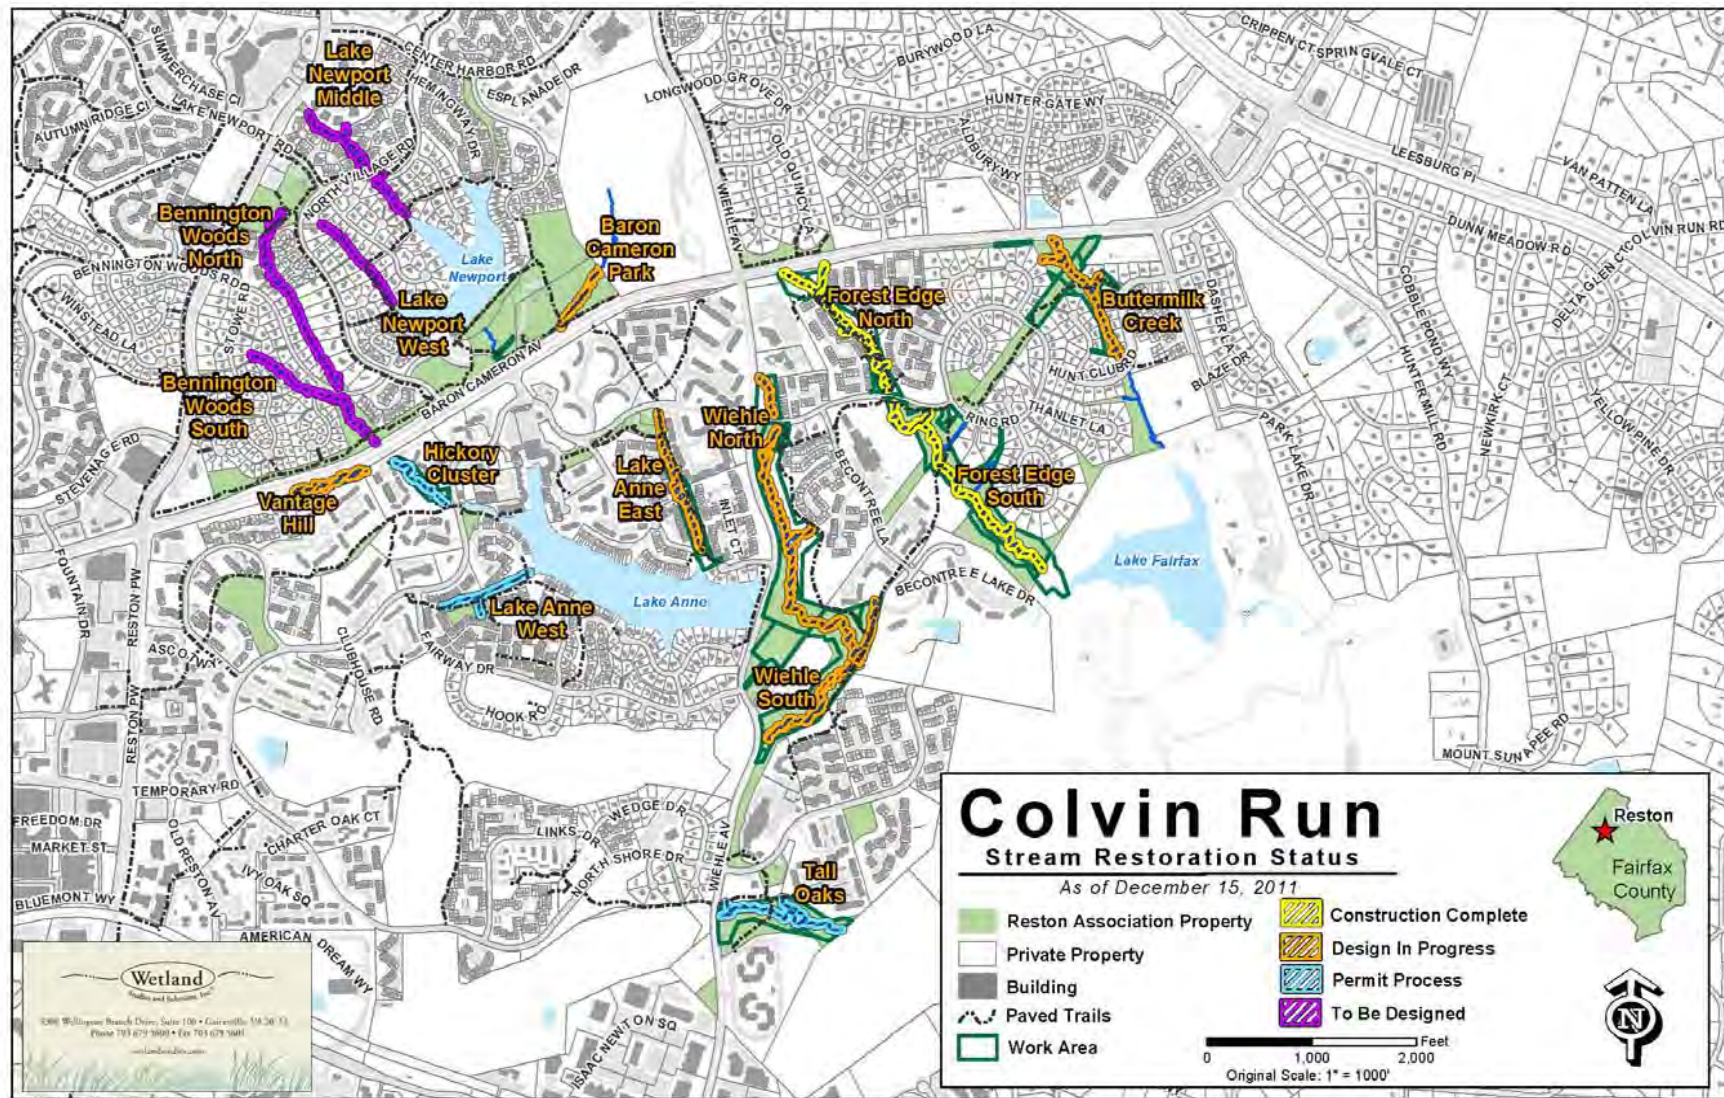 CRIPPEN CT
SPRINGVALE CT
BURYWOOD LA
SUMMERCHASE CI
CENTER HARBOR RD
ESPLANADE DR
HEMINGWAY DR
LONGWOOD GROVE DR
HUNTER GATE WY
ALDBURY WY
OLD QUINCY LA
LEESBURG PI
VAN PATTEN LA
COLVIN RUN RD
DUNN MEADOW RD
DELTA GLEN CT
AUTUMN RIDGE CI
LAKE NEWPORT RD
NORTH VILLAGE RD
WIEHLE AV
Lake
Newport
Middle
Bennington
Woods
North
BENNINGTON WOODS RD
WINSTEAD LA
STOWE RD
Lake
Newport
Baron
Cameron
Park
Lake
Newport
West
Forest Edge
North
Buttermilk
Creek
DASHER LA
BLAZE DR
COBBLE POND WY
HUNTER MILL RD
NEWKIRK CT
YELLOW PINE DR
Bennington
Woods
South
BARON CAMERON AV
HUNT CLUB RD
THANLET LA
RING RD
PARK LAKE DR
STEVENAGE RD
Vantage
Hill
Hickory
Cluster
Lake
Anne
East
INLET CT
Wiehle
North
BECONTREE LA
Forest Edge
South
Lake Fairfax
BECONTREE LAKE DR
FOUNTAIN DR
RESTON PW
Lake Anne
West
Lake Anne
ASCOT WY
CLUBHOUSE RD
FAIRWAY DR
HOOK RD
Wiehle
South
RESTON PW
MOUNT SUNAPEE RD
TEMPORARY RD
FREEDOM DR
MARKET ST
OLD RESTON AV
CHARTER OAK CT
IVY OAK SQ
BLUEMONT WY
AMERICAN DREAM WY
LINKS DR
WEDGE DR
NORTH SHORE DR
WIEHLE AV
Tall
Oaks
ISAAC NEWTON SQ
Wetland
Studies and Solutions, Inc.
Colvin Run
Stream Restoration Status
As of December 15, 2011
Reston Association Property
Private Property
Building
Paved Trails
Work Area
Construction Complete
Design In Progress
Permit Process
To Be Designed
0 1,000 2,000 Feet
Original Scale: 1" = 1000'
Reston
Fairfax
County
N